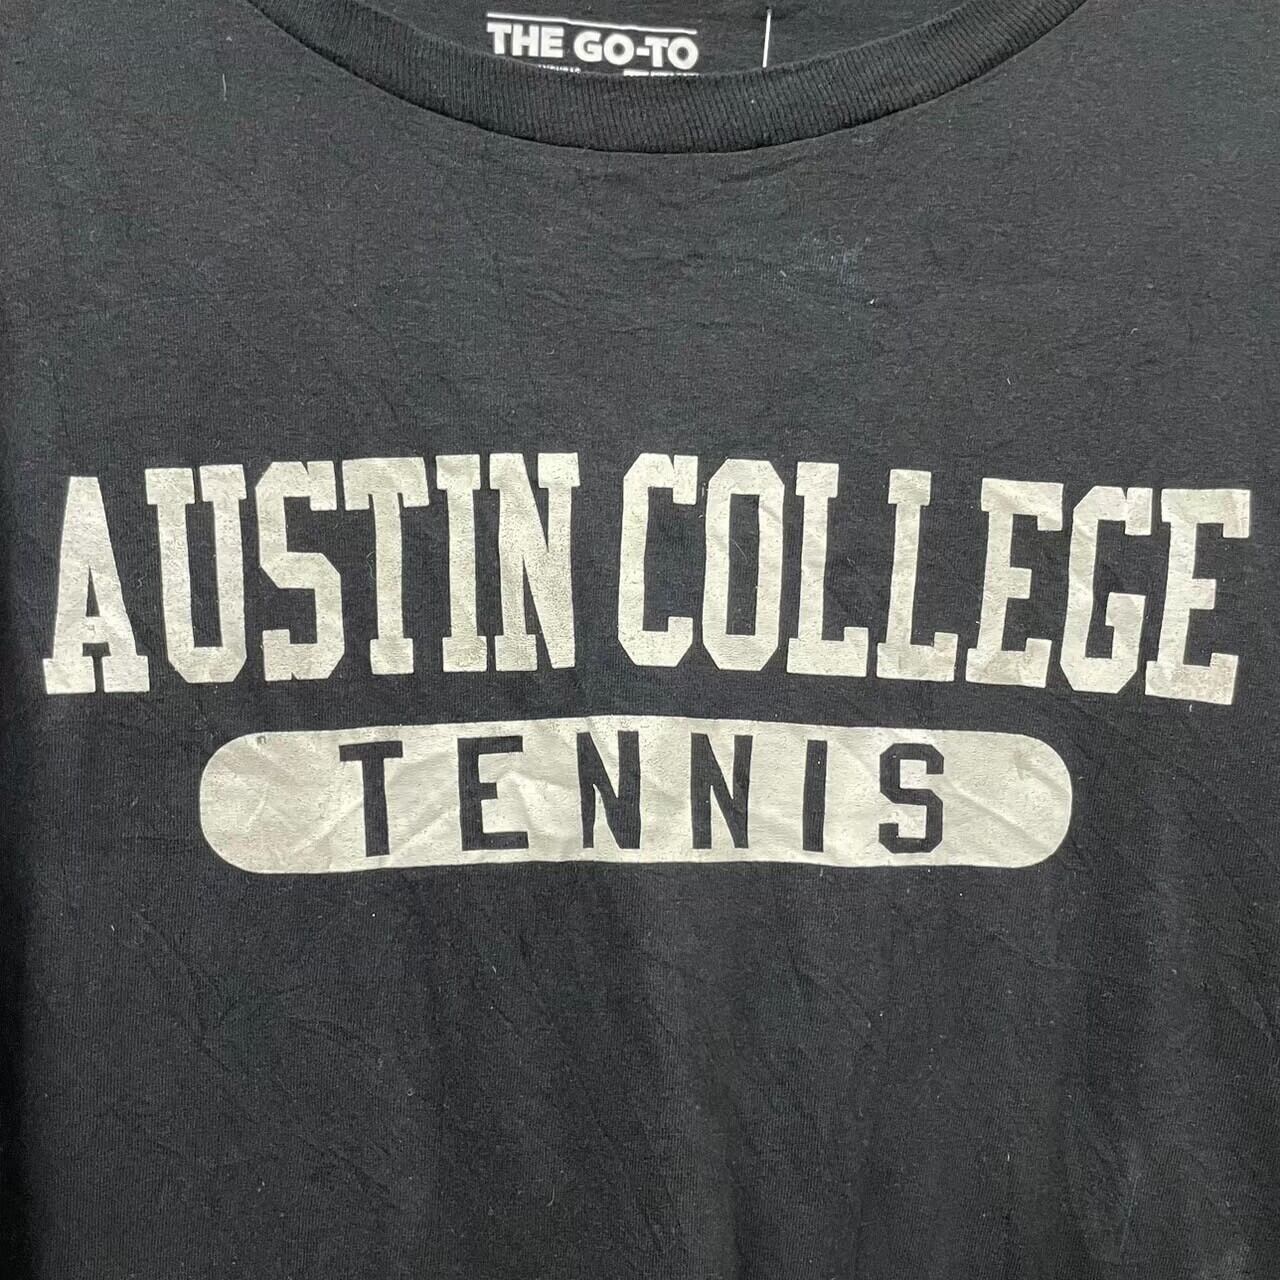 THE GO-TO
AUSTIN COLLEGE
TENNIS